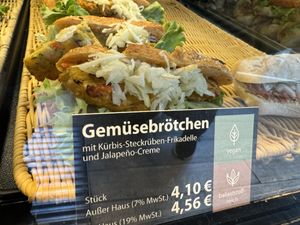 Gemüsebrötchen
mit Kürbis-Steckrüben-Frikadelle
und Jalapeño-Creme
vegan
Stück
Außer Haus (7% MwSt.) 4,10 €
Haus (19% MwSt.) 4,56 €